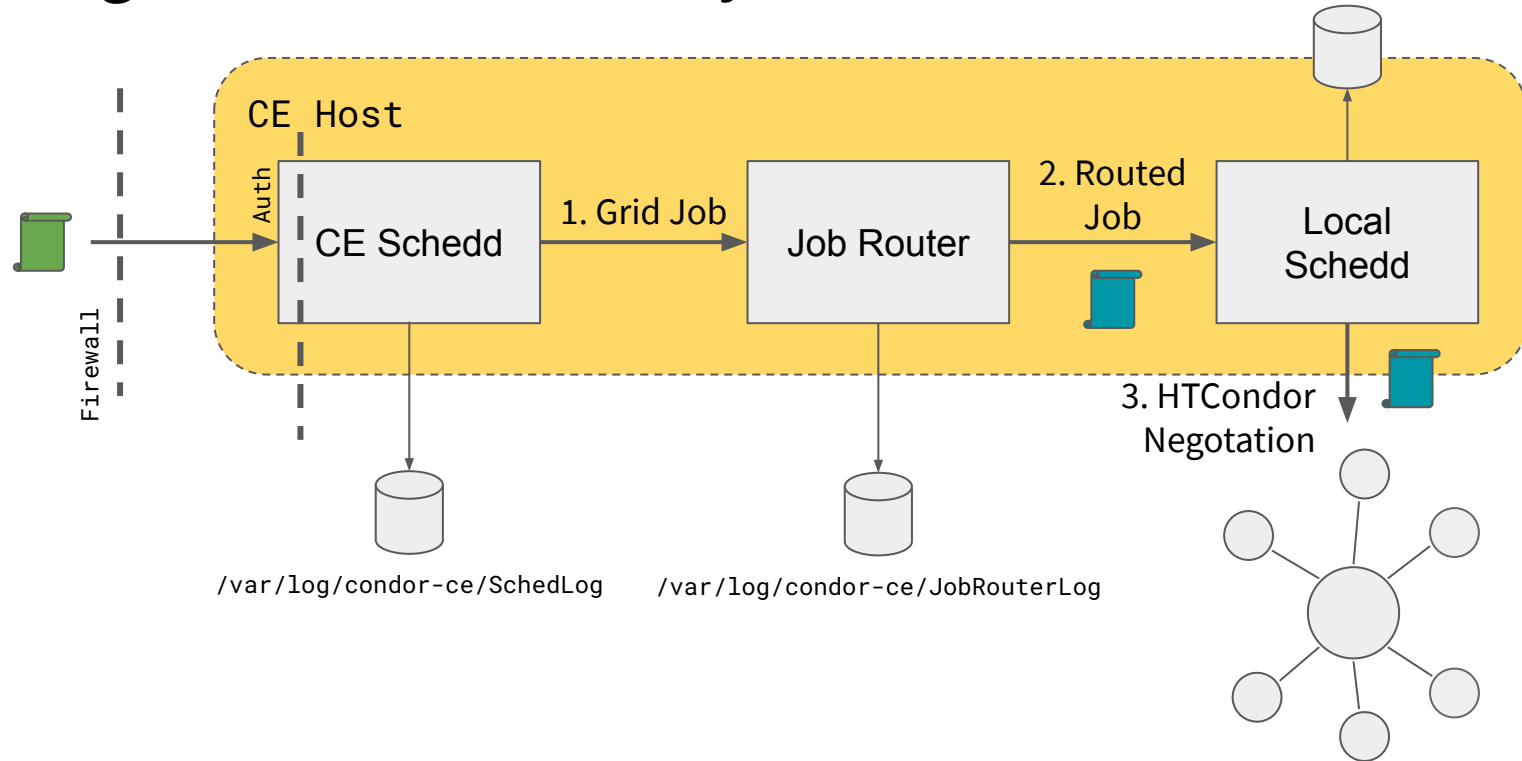 CE Host
Auth
Firewall
CE Schedd
1. Grid Job
Job Router
2. Routed
Job
Local
Schedd
3. HTCondor
Negotation
/var/log/condor-ce/SchedLog
/var/log/condor-ce/JobRouterLog